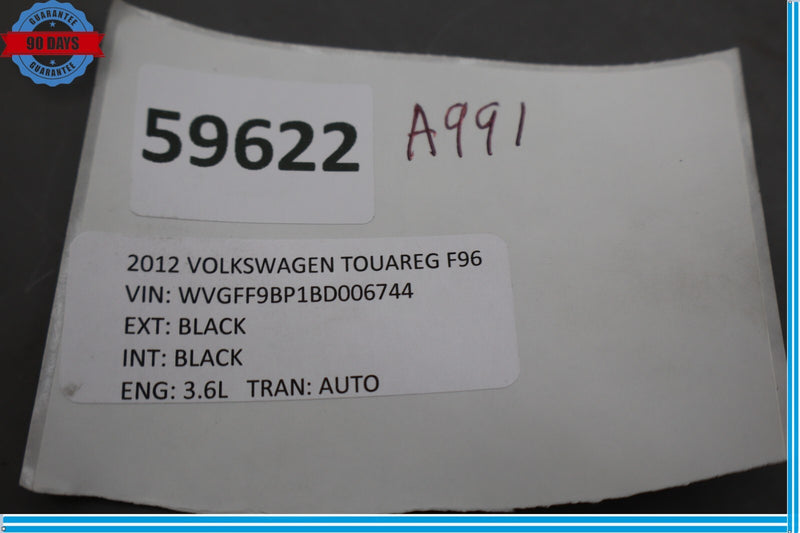 GUARANTEE
90 DAYS
GUARANTEE
59622
A991
2012 VOLKSWAGEN TOUAREG F96
VIN: WVGFF9BP1BD006744
EXT: BLACK
INT: BLACK
ENG: 3.6L TRAN: AUTO